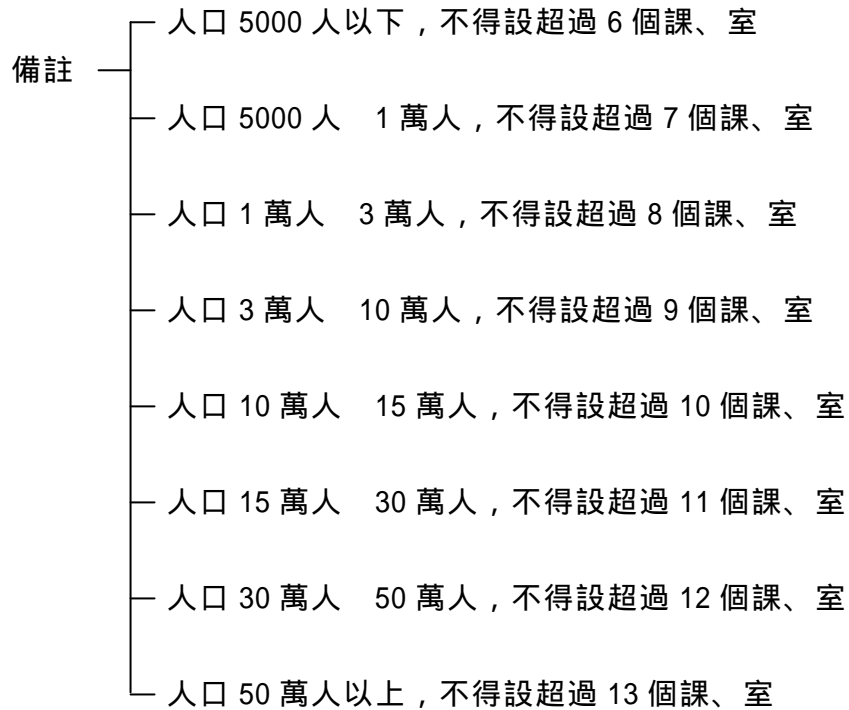 人口 5000 人以下，不得設超過 6 個課、室
備註
人口 5000 人　1 萬人，不得設超過 7 個課、室
人口 1 萬人　3 萬人，不得設超過 8 個課、室
人口 3 萬人　10 萬人，不得設超過 9 個課、室
人口 10 萬人　15 萬人，不得設超過 10 個課、室
人口 15 萬人　30 萬人，不得設超過 11 個課、室
人口 30 萬人　50 萬人，不得設超過 12 個課、室
人口 50 萬人以上，不得設超過 13 個課、室